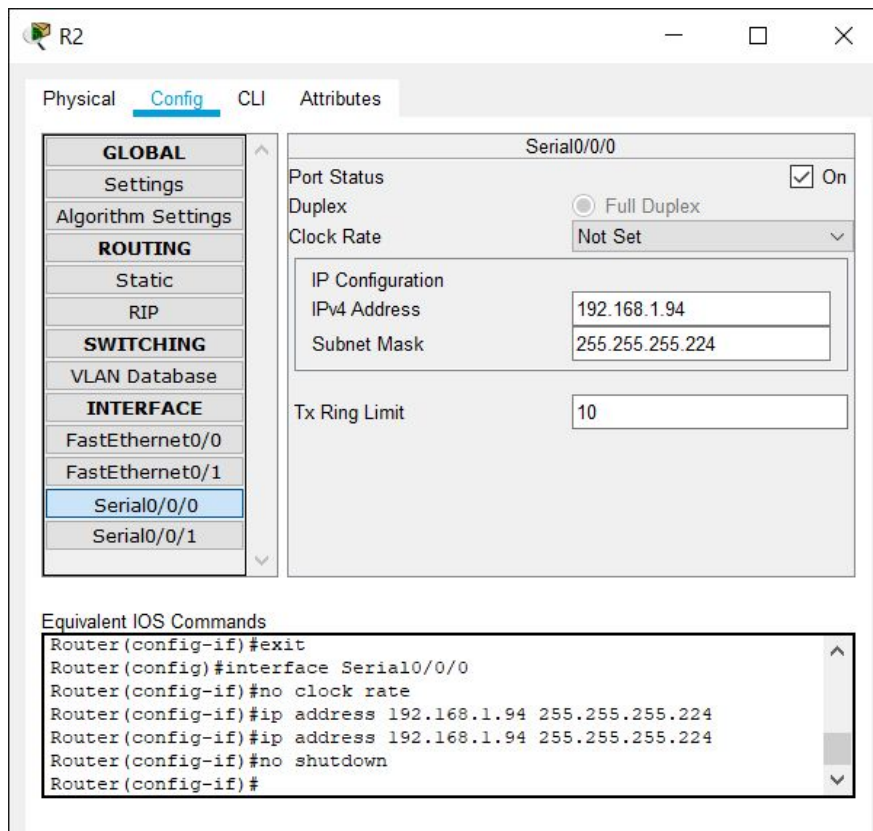 R2
Physical Config CLI Attributes
GLOBAL
Settings
Algorithm Settings
ROUTING
Static
RIP
SWITCHING
VLAN Database
INTERFACE
FastEthernet0/0
FastEthernet0/1
Serial0/0/0
Serial0/0/1
Serial0/0/0
Port Status On
Duplex Full Duplex
Clock Rate Not Set
IP Configuration
IPv4 Address 192.168.1.94
Subnet Mask 255.255.255.224
Tx Ring Limit 10
Equivalent IOS Commands
Router(config-if)#exit
Router(config)#interface Serial0/0/0
Router(config-if)#no clock rate
Router(config-if)#ip address 192.168.1.94 255.255.255.224
Router(config-if)#ip address 192.168.1.94 255.255.255.224
Router(config-if)#no shutdown
Router(config-if)#